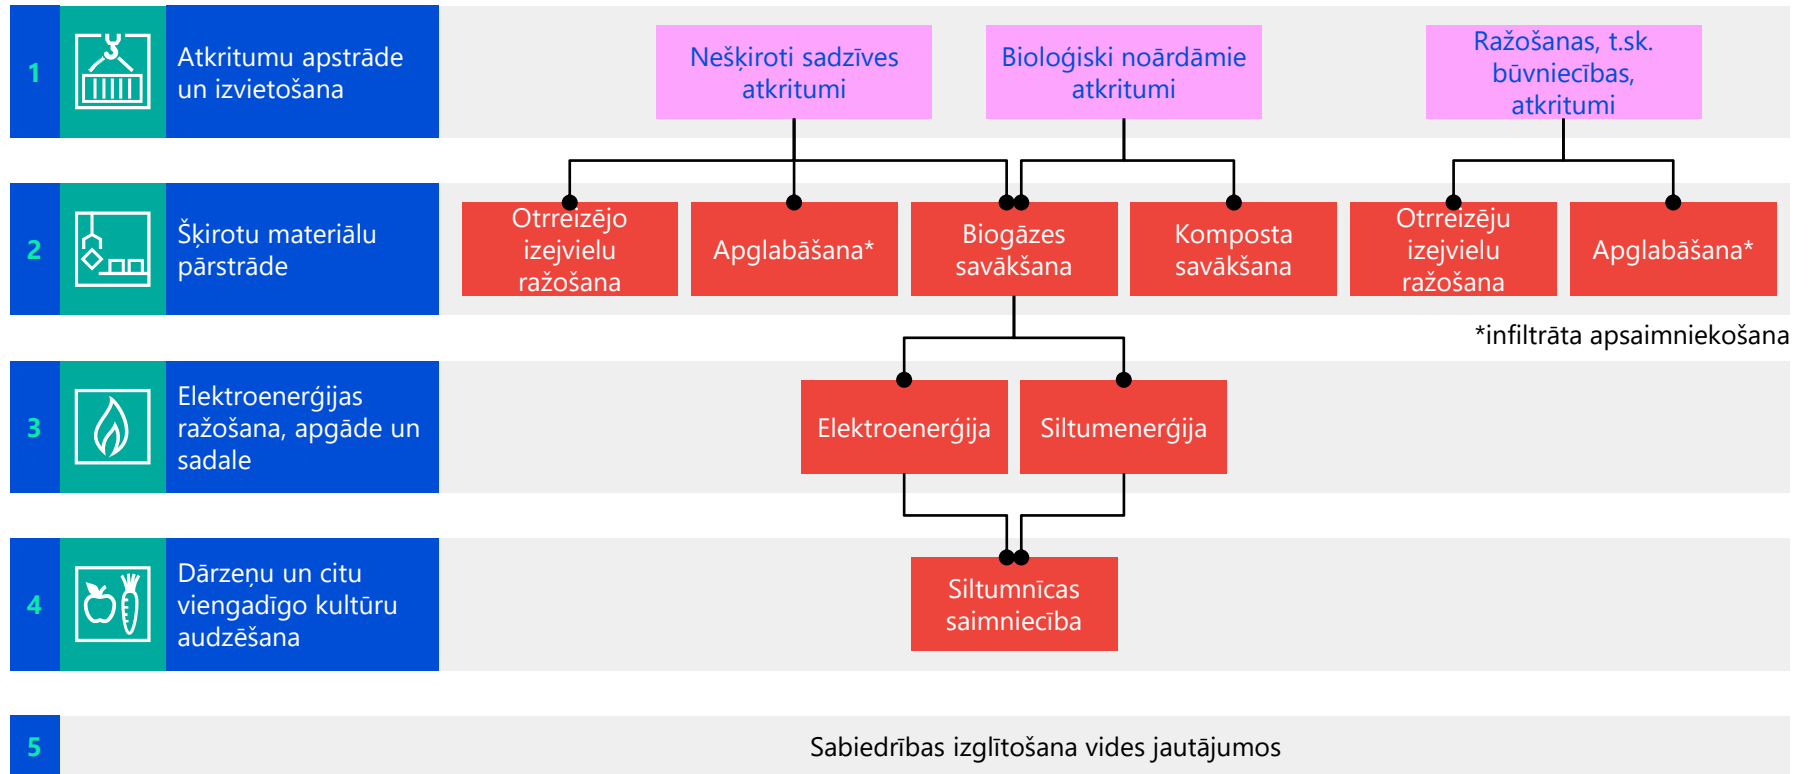 1
Atkritumu apstrāde
un izvietošana
Nešķiroti sadzīves
atkritumi
Bioloģiski noārdāmie
atkritumi
Ražošanas, t.sk.
būvniecības,
atkritumi
2
Šķirotu materiālu
pārstrāde
Otrreizējo
izejvielu
ražošana
Apglabāšana*
Biogāzes
savākšana
Komposta
savākšana
Otrreizēju
izejvielu
ražošana
Apglabāšana*
*infiltrāta apsaimniekošana
3
Elektroenerģijas
ražošana, apgāde un
sadale
Elektroenerģija
Siltumenerģija
4
Dārzeņu un citu
viengadīgo kultūru
audzēšana
Siltumnīcas
saimniecība
5
Sabiedrības izglītošana vides jautājumos